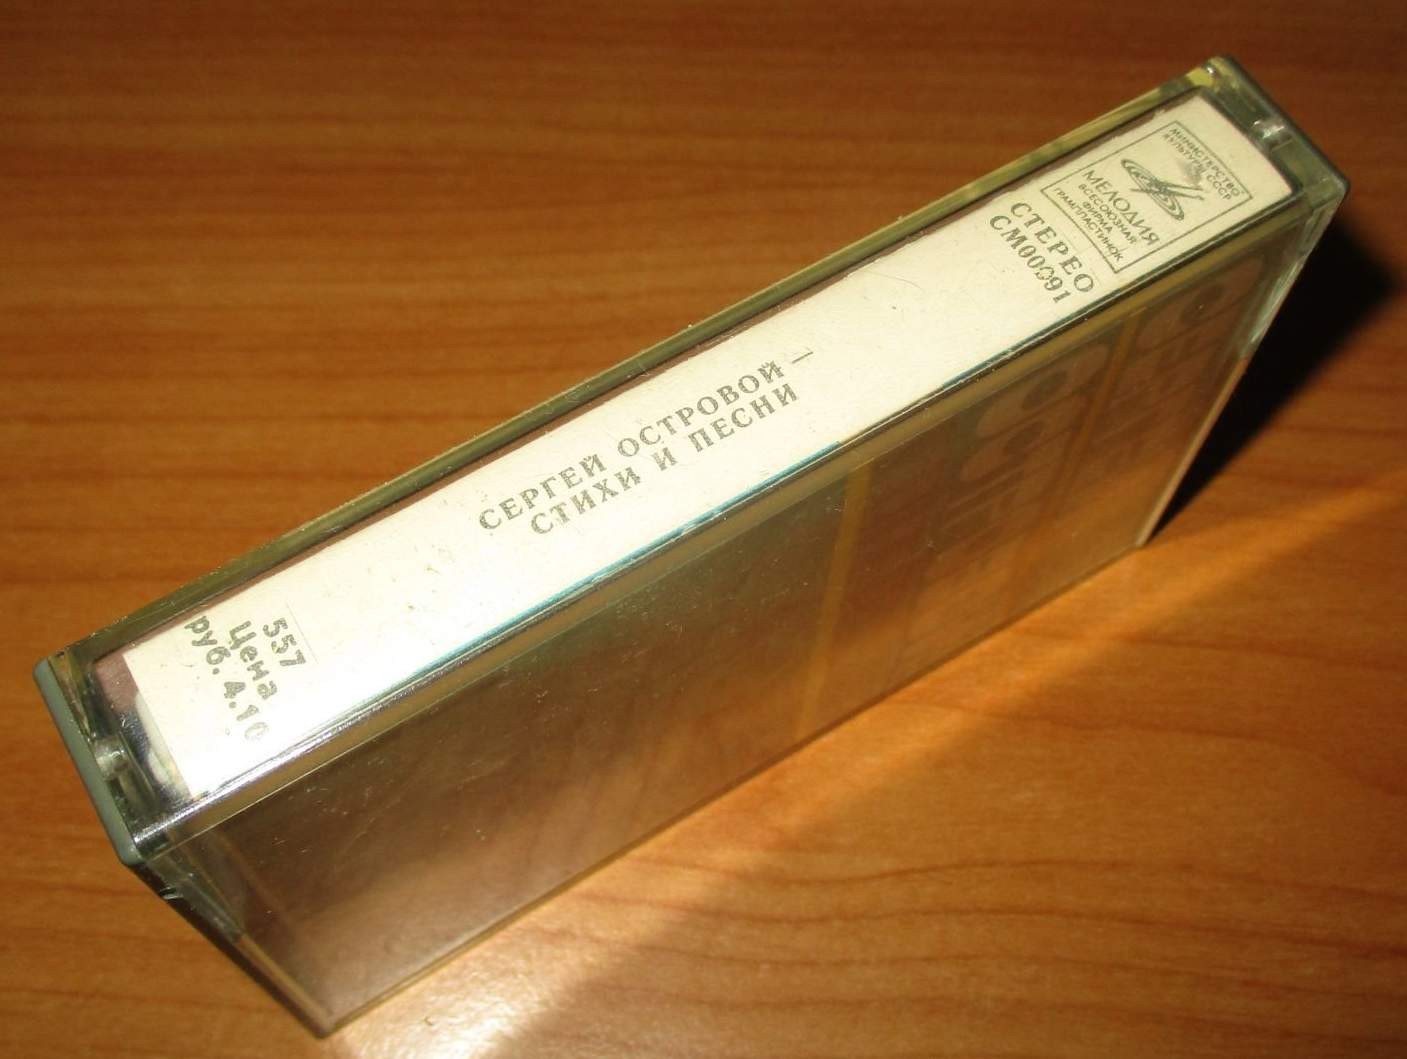 МИНИСТЕРСТВО
КУЛЬТУРЫ СССР
МЕЛОДИЯ
ВСЕСОЮЗНАЯ
ФИРМА
ГРАМПЛАСТИНОК
СТЕРЕО
СМ00091
СЕРГЕЙ ОСТРОВОЙ —
СТИХИ И ПЕСНИ
557
Цена
руб. 4.10